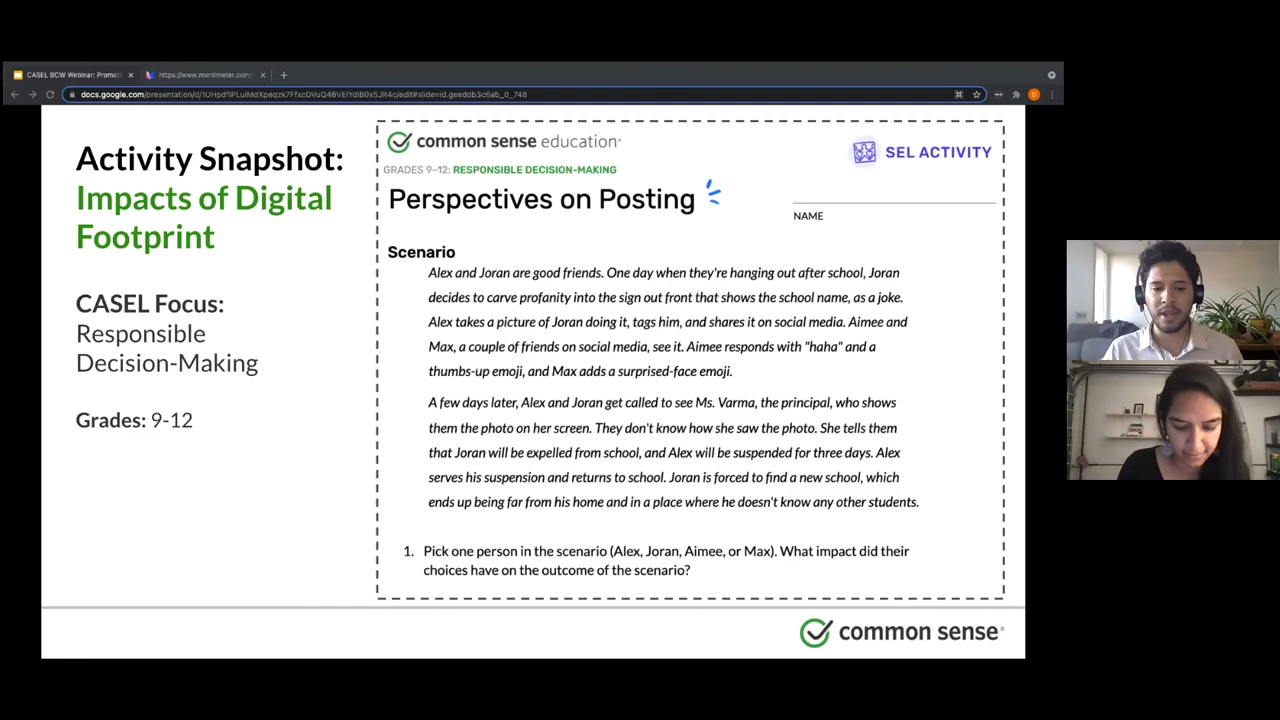 CASEL BCW Webinar: Promoti
https://www.mentimeter.com/
docs.google.com/presentation/d/
Activity Snapshot:
Impacts of Digital
Footprint
CASEL Focus:
Responsible
Decision-Making
Grades: 9-12
common sense education®
SEL ACTIVITY
GRADES 9–12: RESPONSIBLE DECISION-MAKING
Perspectives on Posting
NAME
Scenario
Alex and Joran are good friends. One day when they're hanging out after school, Joran
decides to carve profanity into the sign out front that shows the school name, as a joke.
Alex takes a picture of Joran doing it, tags him, and shares it on social media. Aimee and
Max, a couple of friends on social media, see it. Aimee responds with "haha" and a
thumbs-up emoji, and Max adds a surprised-face emoji.
A few days later, Alex and Joran get called to see Ms. Varma, the principal, who shows
them the photo on her screen. They don't know how she saw the photo. She tells them
that Joran will be expelled from school, and Alex will be suspended for three days. Alex
serves his suspension and returns to school. Joran is forced to find a new school, which
ends up being far from his home and in a place where he doesn't know any other students.
1. Pick one person in the scenario (Alex, Joran, Aimee, or Max). What impact did their
choices have on the outcome of the scenario?
common sense®